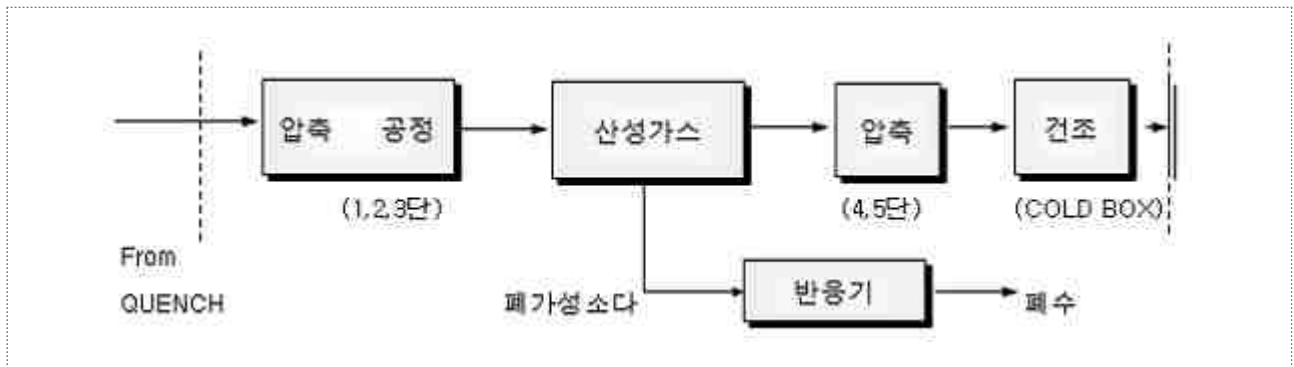 압축 공정
산성가스
압축
건조
(1,2,3단)
(4,5단)
(COLD BOX)
From
QUENCH
폐가성소다
반응기
폐수